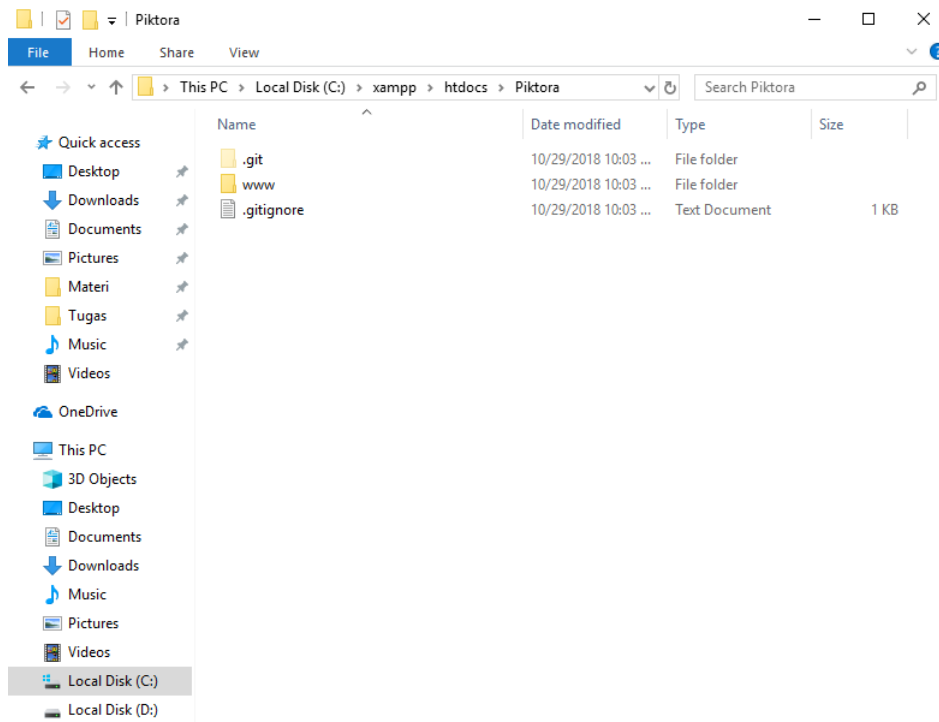 Piktora
File Home Share View
This PC Local Disk (C:) xampp htdocs Piktora Search Piktora
Name Date modified Type Size
Quick access
Desktop
Downloads
Documents
Pictures
Materi
Tugas
Music
Videos
OneDrive
This PC
3D Objects
Desktop
Documents
Downloads
Music
Pictures
Videos
Local Disk (C:)
Local Disk (D:)
.git 10/29/2018 10:03 ... File folder
www 10/29/2018 10:03 ... File folder
.gitignore 10/29/2018 10:03 ... Text Document 1 KB